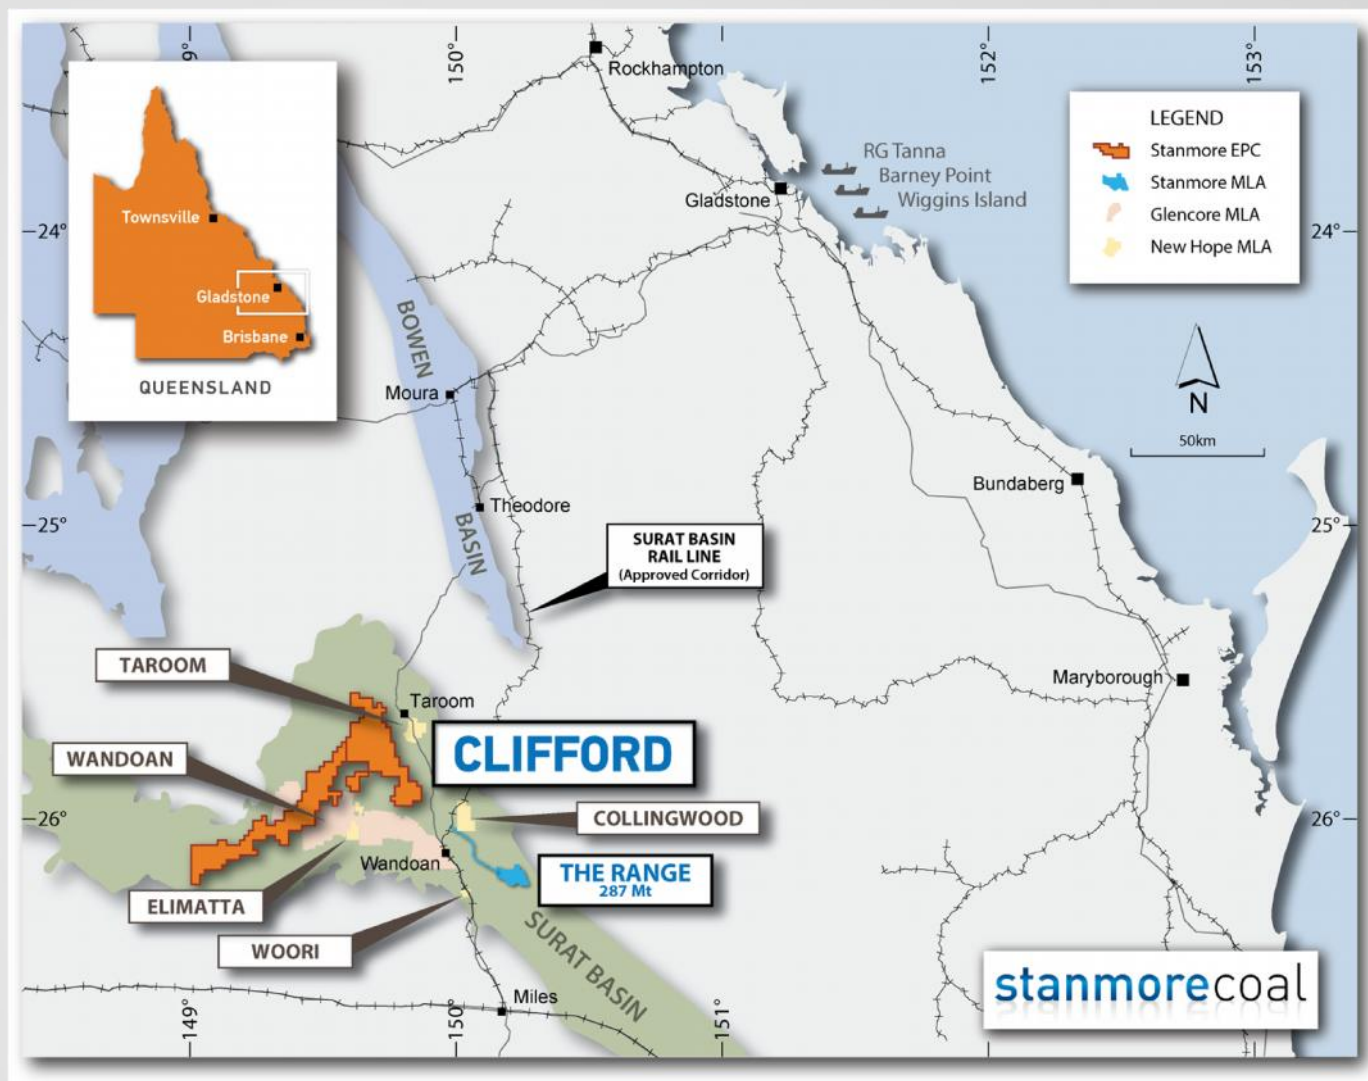 9°
150°
152°
153°
Rockhampton
LEGEND
Stanmore EPC
Stanmore MLA
Glencore MLA
New Hope MLA
RG Tanna
Barney Point
Wiggins Island
Gladstone
Townsville
Gladstone
Brisbane
QUEENSLAND
24°
24°
N
50km
BOWEN
BASIN
Moura
Theodore
Bundaberg
25°
25°
SURAT BASIN
RAIL LINE
(Approved Corridor)
TAROOM
Taroom
Maryborough
WANDOAN
CLIFFORD
26°
26°
COLLINGWOOD
Wandoan
THE RANGE
287 Mt
ELIMATTA
WOORI
SURAT BASIN
Miles
stanmorecoal
149°
150°
151°